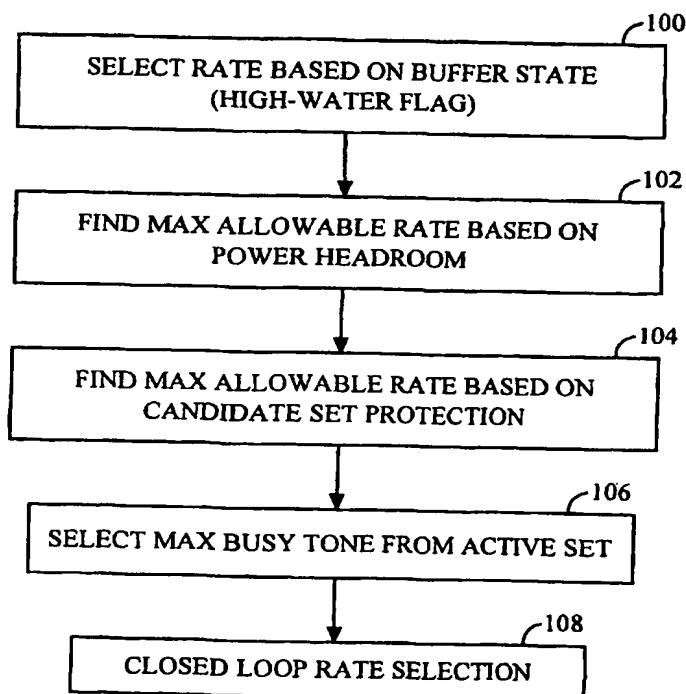 100
SELECT RATE BASED ON BUFFER STATE
(HIGH-WATER FLAG)
102
FIND MAX ALLOWABLE RATE BASED ON
POWER HEADROOM
104
FIND MAX ALLOWABLE RATE BASED ON
CANDIDATE SET PROTECTION
106
SELECT MAX BUSY TONE FROM ACTIVE SET
108
CLOSED LOOP RATE SELECTION